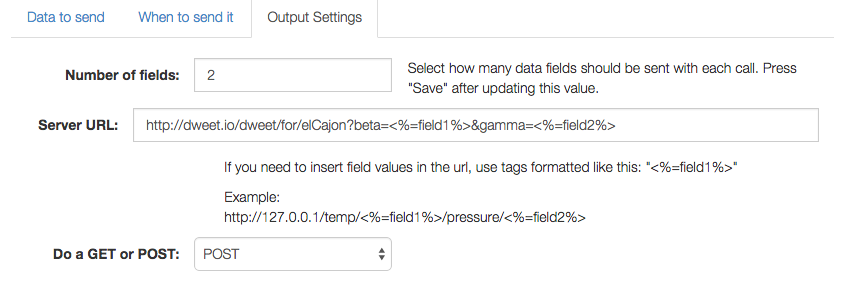 Data to send When to send it Output Settings
Number of fields: 2 Select how many data fields should be sent with each call. Press
"Save" after updating this value.
Server URL: http://dweet.io/dweet/for/elCajon?beta=<%=field1%>&gamma=<%=field2%>
If you need to insert field values in the url, use tags formatted like this: "<%=field1%>"
Example:
http://127.0.0.1/temp/<%=field1%>/pressure/<%=field2%>
Do a GET or POST: POST